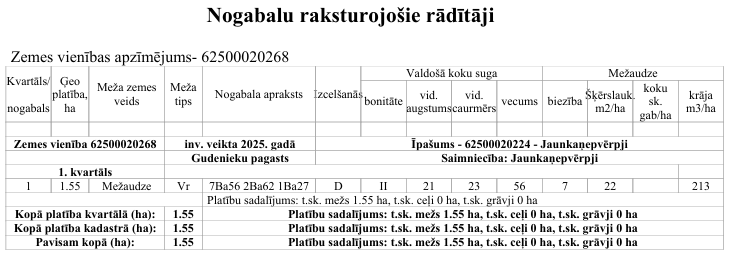 Nogabalu raksturojošie rādītāji
Zemes vienības apzīmējums- 62500020268
Kvartāls/ nogabals Ģeo platība, ha Meža zemes veids Meža tips Nogabala apraksts Izcelšanās Valdošā koku suga Mežaudze
bonitāte vid. augstums vid. caurmērs vecums biezība Šķērslauk. m2/ha koku sk. gab/ha krāja m3/ha
Zemes vienība 62500020268 inv. veikta 2025. gadā Īpašums - 62500020224 - Jaunkaņepvērpji
Gudenieku pagasts Saimniecība: Jaunkaņepvērpji
1. kvartāls
1 1.55 Mežaudze Vr 7Ba56 2Ba62 1Ba27 D II 21 23 56 7 22 213
Platību sadalījums: t.sk. mežs 1.55 ha, t.sk. ceļi 0 ha, t.sk. grāvji 0 ha
Kopā platība kvartālā (ha): 1.55 Platību sadalījums: t.sk. mežs 1.55 ha, t.sk. ceļi 0 ha, t.sk. grāvji 0 ha
Kopā platība kadastrā (ha): 1.55 Platību sadalījums: t.sk. mežs 1.55 ha, t.sk. ceļi 0 ha, t.sk. grāvji 0 ha
Pavisam kopā (ha): 1.55 Platību sadalījums: t.sk. mežs 1.55 ha, t.sk. ceļi 0 ha, t.sk. grāvji 0 ha